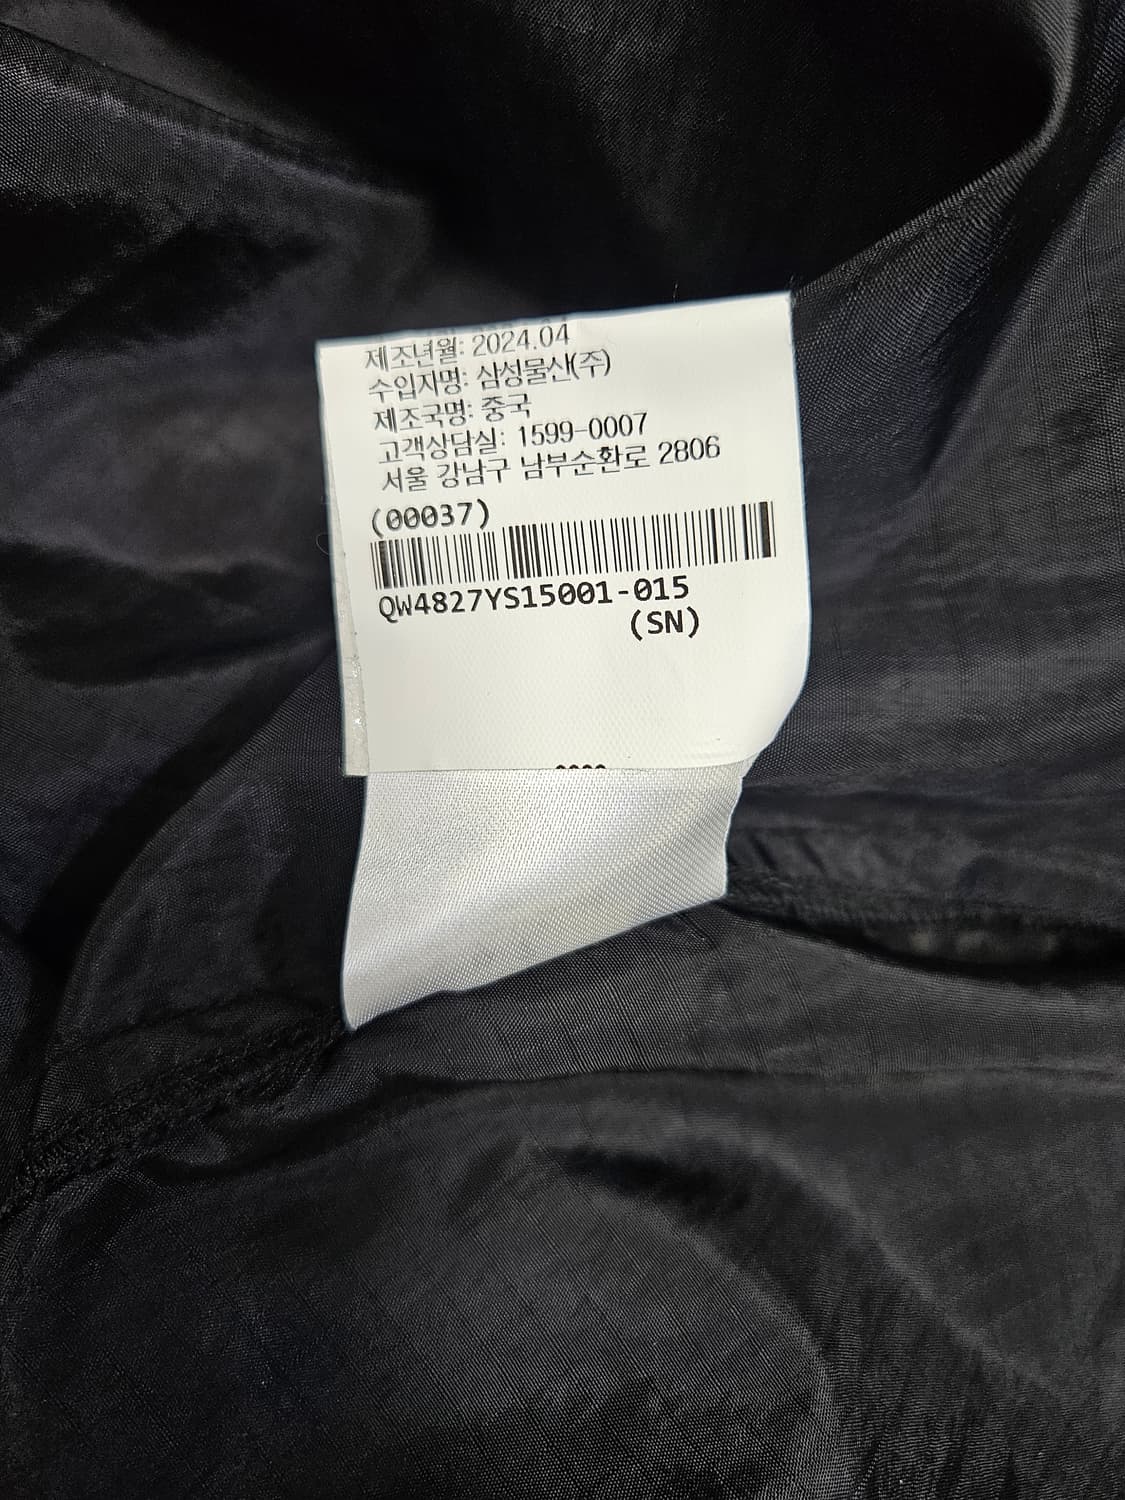 제조년월: 2024.04
수입자명: 삼성물산(주)
제조국명: 중국
고객상담실: 1599-0007
서울 강남구 남부순환로 2806
(00037)
QW4827YS15001-015
(SN)